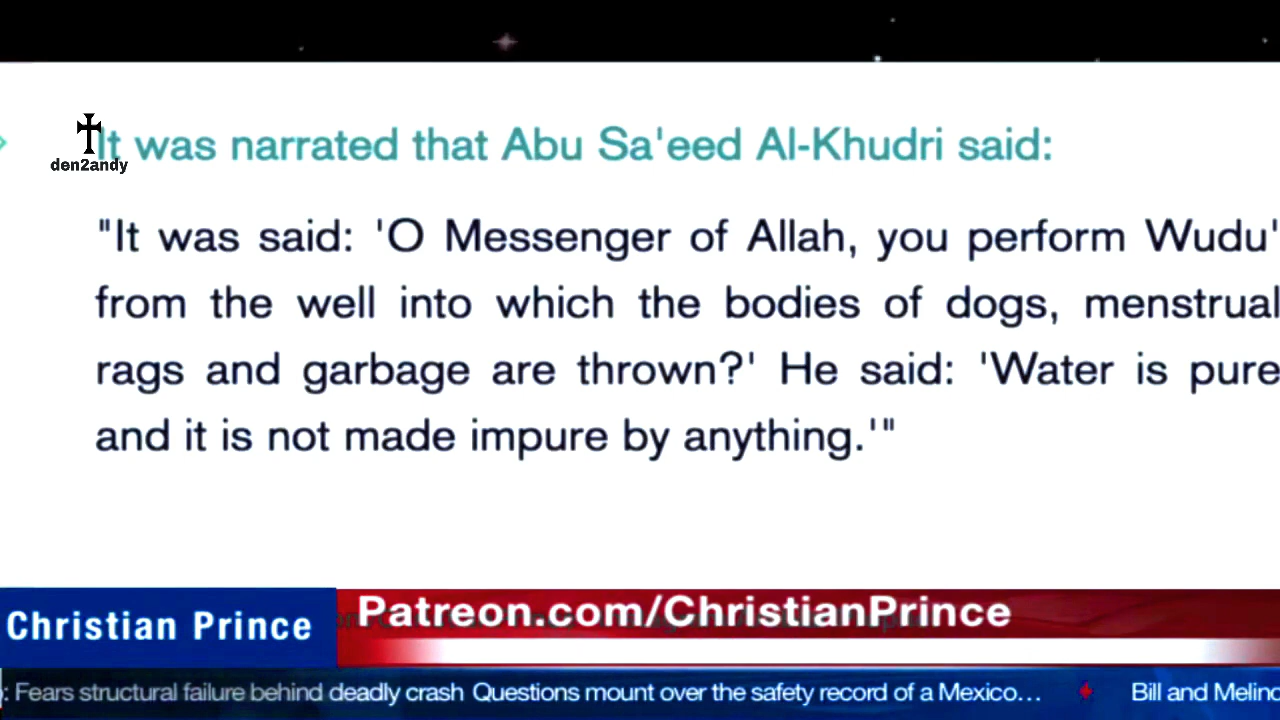 It was narrated that Abu Sa'eed Al-Khudri said:
den2andy
"It was said: 'O Messenger of Allah, you perform Wudu'
from the well into which the bodies of dogs, menstrual
rags and garbage are thrown?' He said: 'Water is pure
and it is not made impure by anything.'"
Christian Prince
Patreon.com/ChristianPrince
: Fears structural failure behind deadly crash Questions mount over the safety record of a Mexico… Bill and Melin